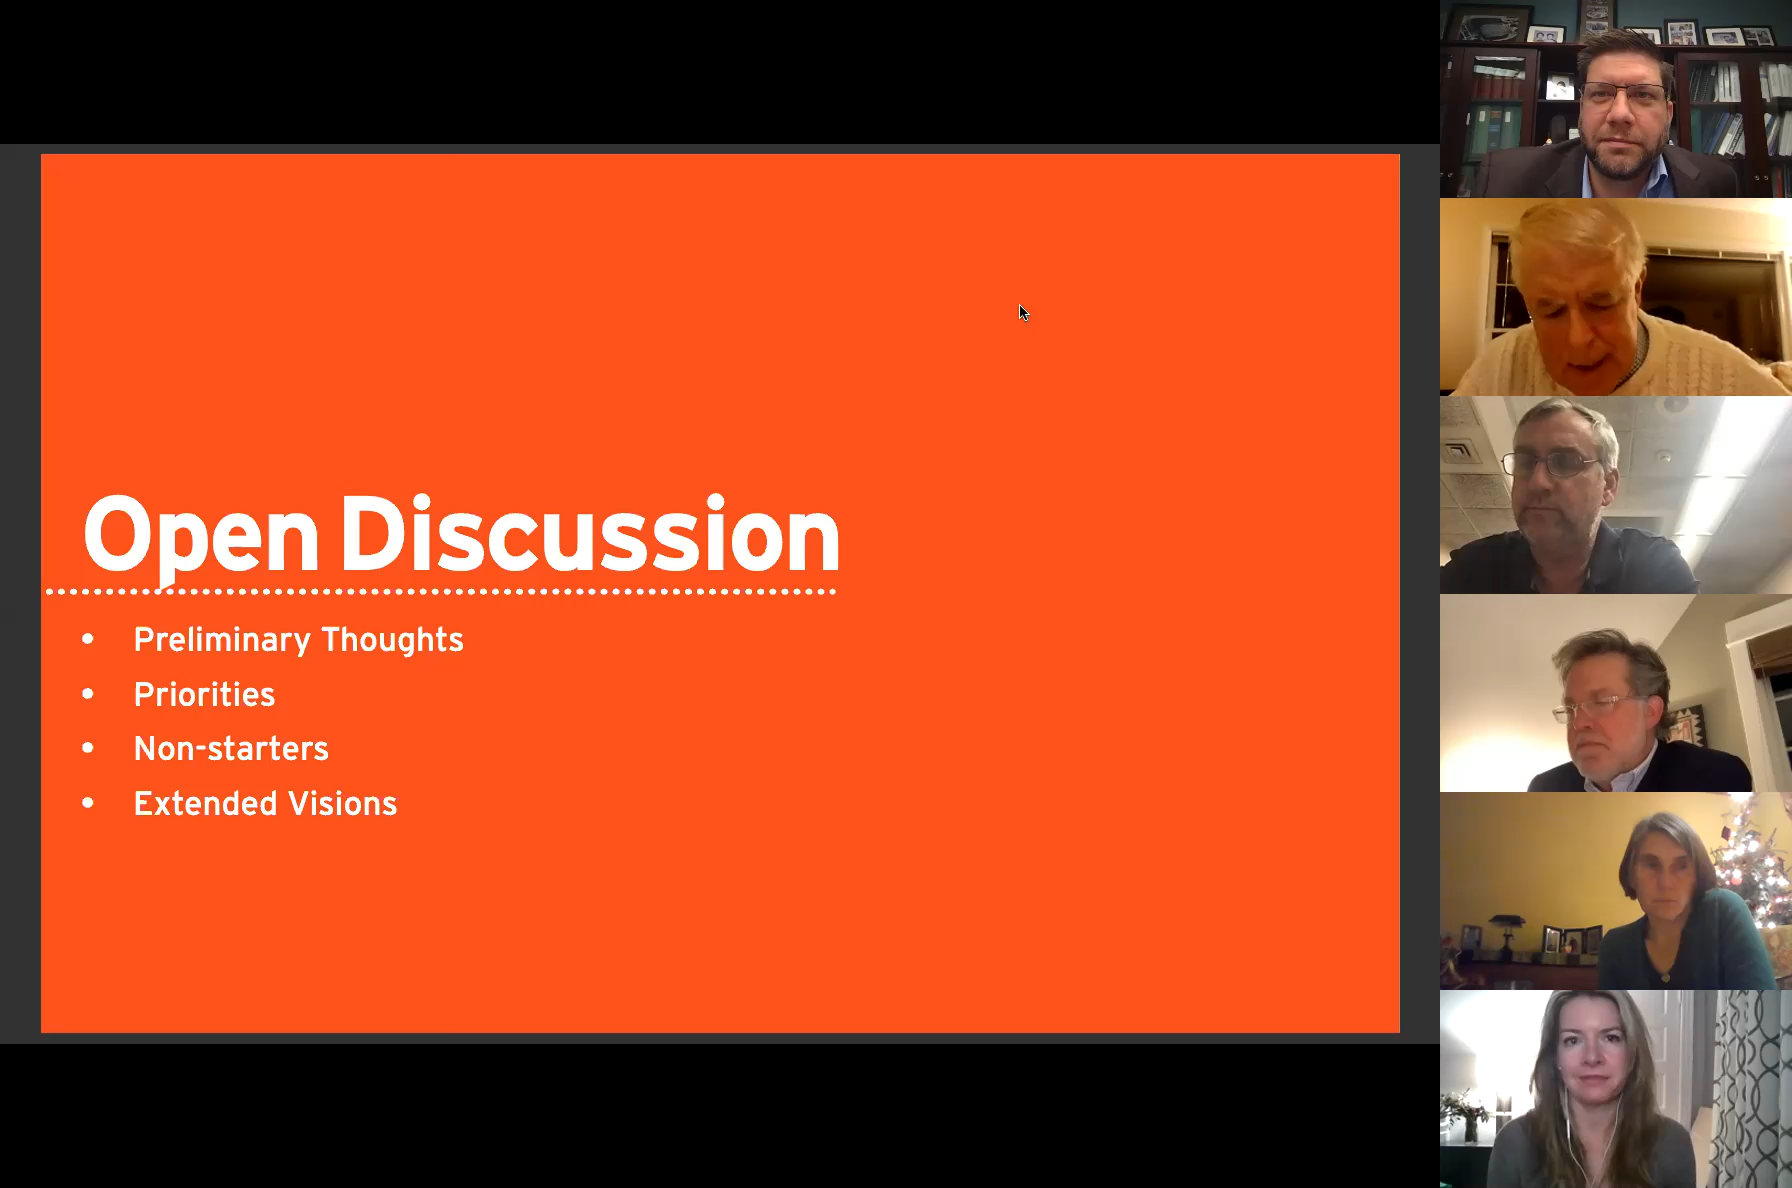 Open Discussion
• Preliminary Thoughts
• Priorities
• Non-starters
• Extended Visions